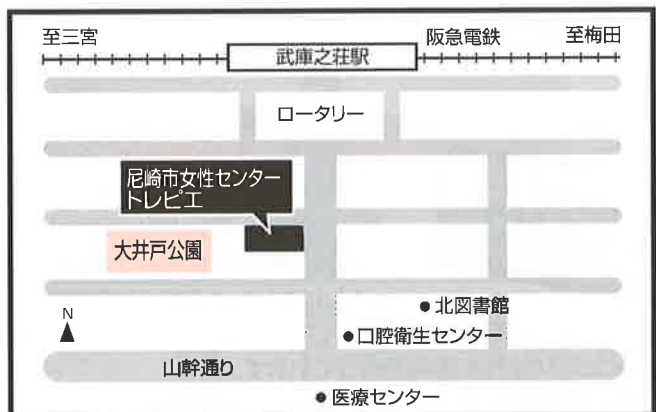 至三宮
武庫之荘駅
阪急電鉄
至梅田
ロータリー
尼崎市女性センター
トレピエ
大井戸公園
北図書館
N
口腔衛生センター
山幹通り
医療センター